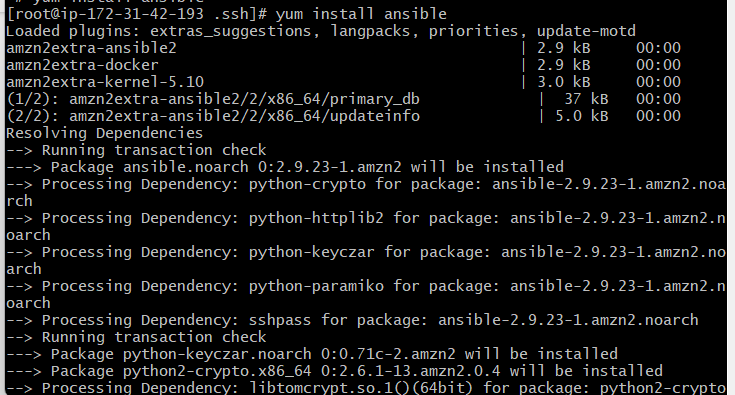 # yum install ansible
[root@ip-172-31-42-193 .ssh]# yum install ansible
Loaded plugins: extras_suggestions, langpacks, priorities, update-motd
amzn2extra-ansible2 | 2.9 kB 00:00
amzn2extra-docker | 2.9 kB 00:00
amzn2extra-kernel-5.10 | 3.0 kB 00:00
(1/2): amzn2extra-ansible2/2/x86_64/primary_db | 37 kB 00:00
(2/2): amzn2extra-ansible2/2/x86_64/updateinfo | 5.0 kB 00:00
Resolving Dependencies
--> Running transaction check
---> Package ansible.noarch 0:2.9.23-1.amzn2 will be installed
--> Processing Dependency: python-crypto for package: ansible-2.9.23-1.amzn2.noa
rch
--> Processing Dependency: python-httplib2 for package: ansible-2.9.23-1.amzn2.n
oarch
--> Processing Dependency: python-keyczar for package: ansible-2.9.23-1.amzn2.no
arch
--> Processing Dependency: python-paramiko for package: ansible-2.9.23-1.amzn2.n
oarch
--> Processing Dependency: sshpass for package: ansible-2.9.23-1.amzn2.noarch
--> Running transaction check
---> Package python-keyczar.noarch 0:0.71c-2.amzn2 will be installed
---> Package python2-crypto.x86_64 0:2.6.1-13.amzn2.0.4 will be installed
--> Processing Dependency: libtomcrypt.so.1()(64bit) for package: python2-crypto